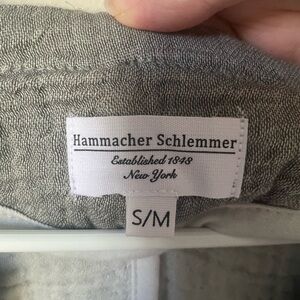 Hammacher Schlemmer
Established 1848
New York
S/M